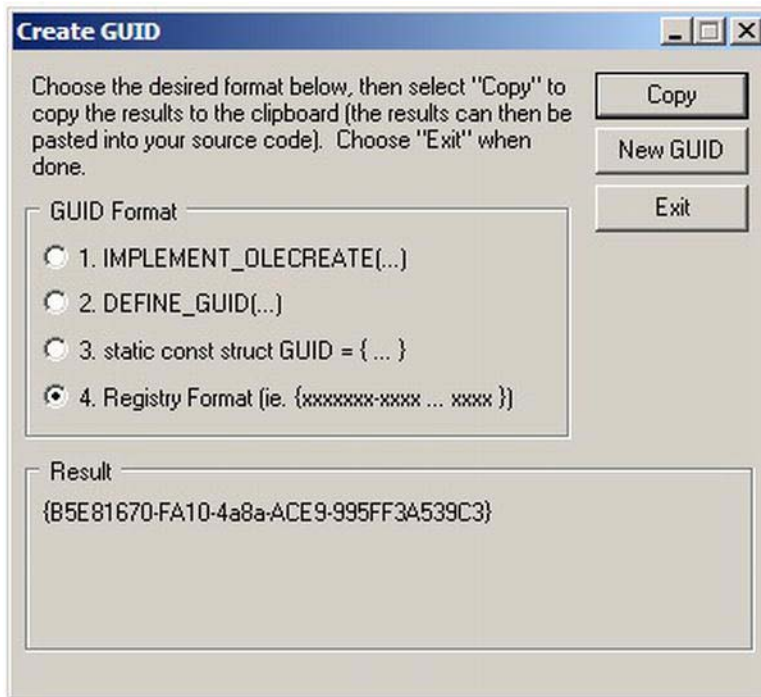 Create GUID
Choose the desired format below, then select "Copy" to
copy the results to the clipboard (the results can then be
pasted into your source code).  Choose "Exit" when
done.
Copy
New GUID
Exit
GUID Format
1. IMPLEMENT_OLECREATE(...)
2. DEFINE_GUID(...)
3. static const struct GUID = { ... }
4. Registry Format (ie. {xxxxxxx-xxxx ... xxxx })
Result
{B5E81670-FA10-4a8a-ACE9-995FF3A539C3}